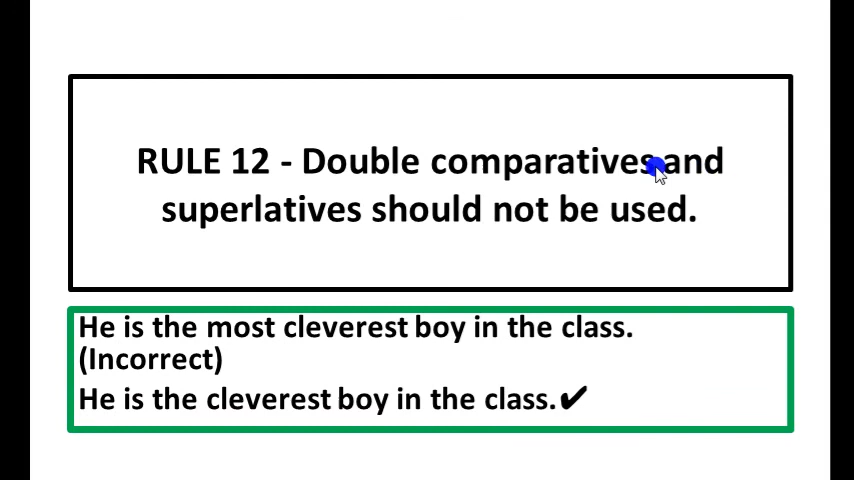 RULE 12 - Double comparatives and
superlatives should not be used.
He is the most cleverest boy in the class.
(Incorrect)
He is the cleverest boy in the class.✔